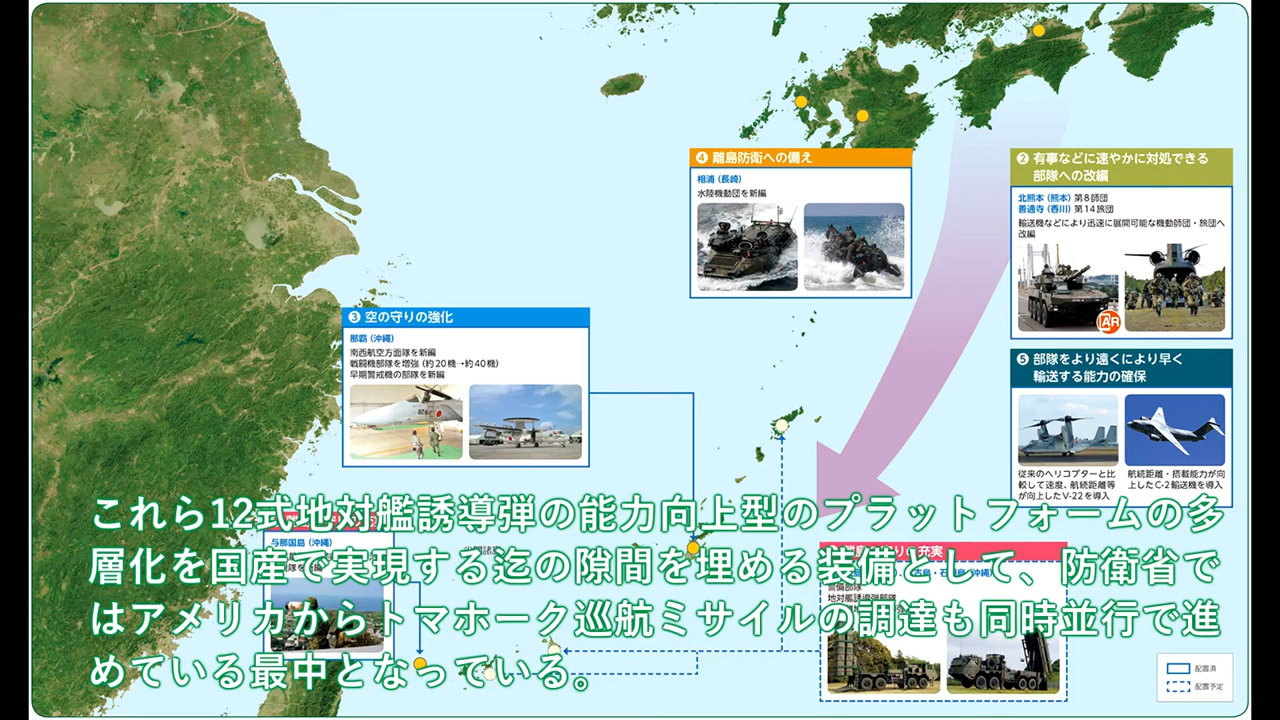 ❹ 離島防衛への備え
相浦 (長崎)
水陸機動団を新編
❷ 有事などに速やかに対処できる
部隊への改編
北熊本 (熊本) 第8師団
善通寺 (香川) 第14旅団
輸送機などにより迅速に展開可能な機動師団・旅団へ
改編
AR
❸ 空の守りの強化
那覇 (沖縄)
南西航空方面隊を新編
戦闘機部隊を増強 (約20機→約40機)
早期警戒機の部隊を新編
❺ 部隊をより遠くにより早く
輸送する能力の確保
従来のヘリコプターと比
較して速度、航続距離等
が向上したV-22を導入
航続距離・搭載能力が向
上したC-2輸送機を導入
与那国島 (沖縄)
これら12式地対艦誘導弾の能力向上型のプラットフォームの多
層化を国産で実現する迄の隙間を埋める装備として、防衛省で
はアメリカからトマホーク巡航ミサイルの調達も同時並行で進
めている最中となっている。
配置済
配置予定